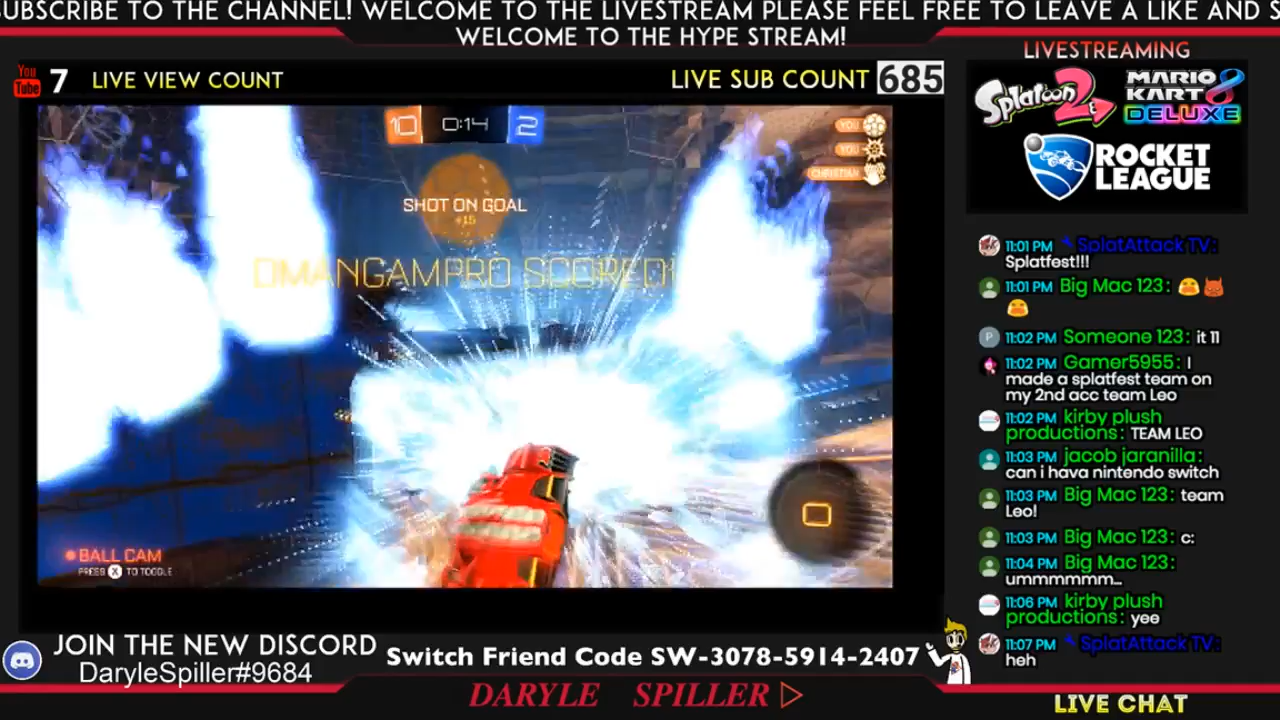 SUBSCRIBE TO THE CHANNEL! WELCOME TO THE LIVESTREAM PLEASE FEEL FREE TO LEAVE A LIKE AND S
WELCOME TO THE HYPE STREAM!
You
Tube
7 LIVE VIEW COUNT
LIVE SUB COUNT 685
10 0:14 2
YOU
YOU
CHRISTIAN
SHOT ON GOAL
+15
DMANGAMPRO SCORED!
BALL CAM
PRESS X TO TOGGLE
LIVESTREAMING
Splatoon 2
MARIO
KART 8
DELUXE
ROCKET
LEAGUE
11:01 PM SplatAttack TV:
Splatfest!!!
11:01 PM Big Mac 123: 😫👹
😫
11:02 PM Someone 123: it 11
11:02 PM Gamer5955: I
made a splatfest team on
my 2nd acc team Leo
11:02 PM kirby plush
productions: TEAM LEO
11:03 PM jacob jaranilla:
can i hava nintendo switch
11:03 PM Big Mac 123: team
Leo!
11:03 PM Big Mac 123: c:
11:04 PM Big Mac 123:
ummmmmm...
11:06 PM kirby plush
productions: yee
11:07 PM SplatAttack TV:
heh
JOIN THE NEW DISCORD
DaryleSpiller#9684
Switch Friend Code SW-3078-5914-2407
DARYLE SPILLER
LIVE CHAT